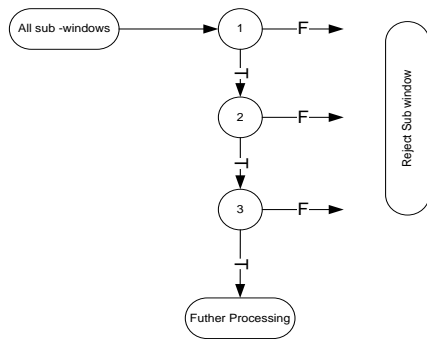 All sub -windows
1
F
T
2
F
T
3
F
T
Futher Processing
Reject Sub window